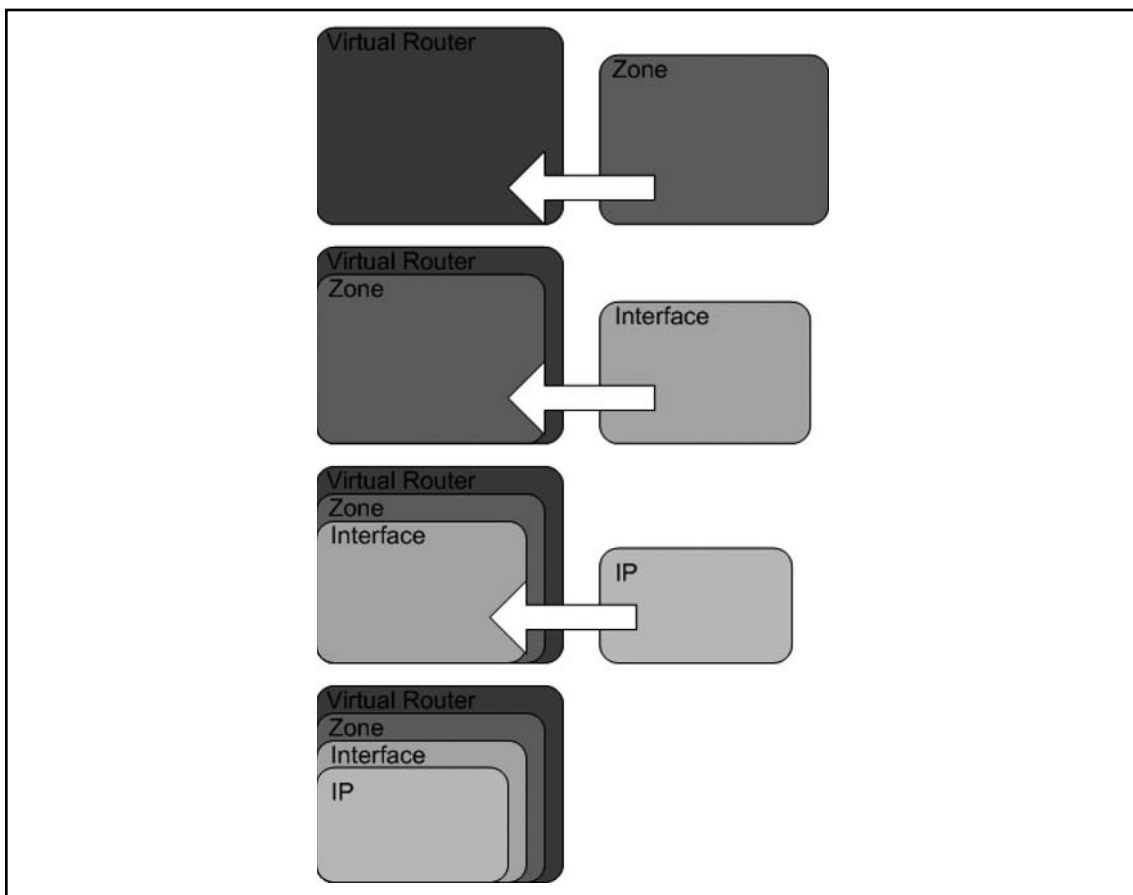 Virtual Router
Zone
Virtual Router
Zone
Interface
Virtual Router
Zone
Interface
IP
Virtual Router
Zone
Interface
IP